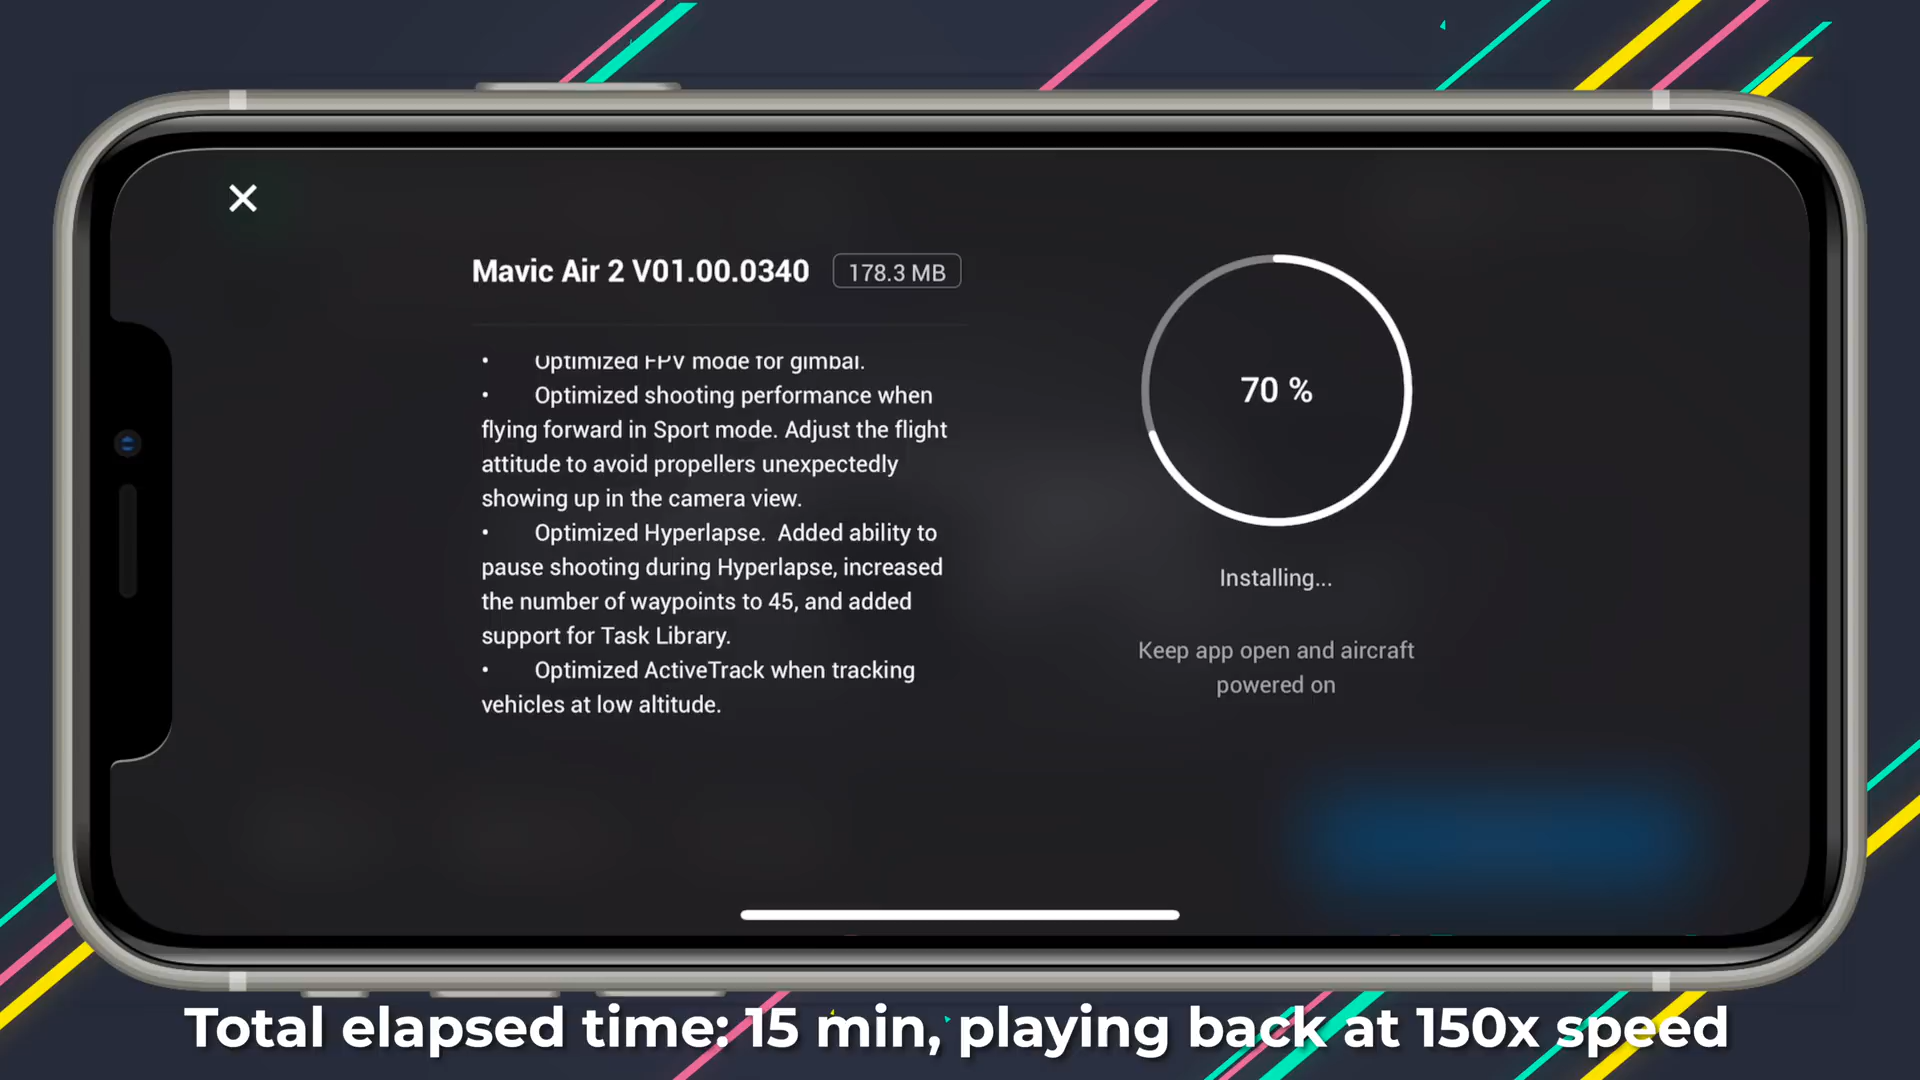 Mavic Air 2 V01.00.0340
178.3 MB
• Optimized FPV mode for gimbal.
• Optimized shooting performance when
flying forward in Sport mode. Adjust the flight
attitude to avoid propellers unexpectedly
showing up in the camera view.
• Optimized Hyperlapse.  Added ability to
pause shooting during Hyperlapse, increased
the number of waypoints to 45, and added
support for Task Library.
• Optimized ActiveTrack when tracking
vehicles at low altitude.
70 %
Installing...
Keep app open and aircraft
powered on
Total elapsed time: 15 min, playing back at 150x speed